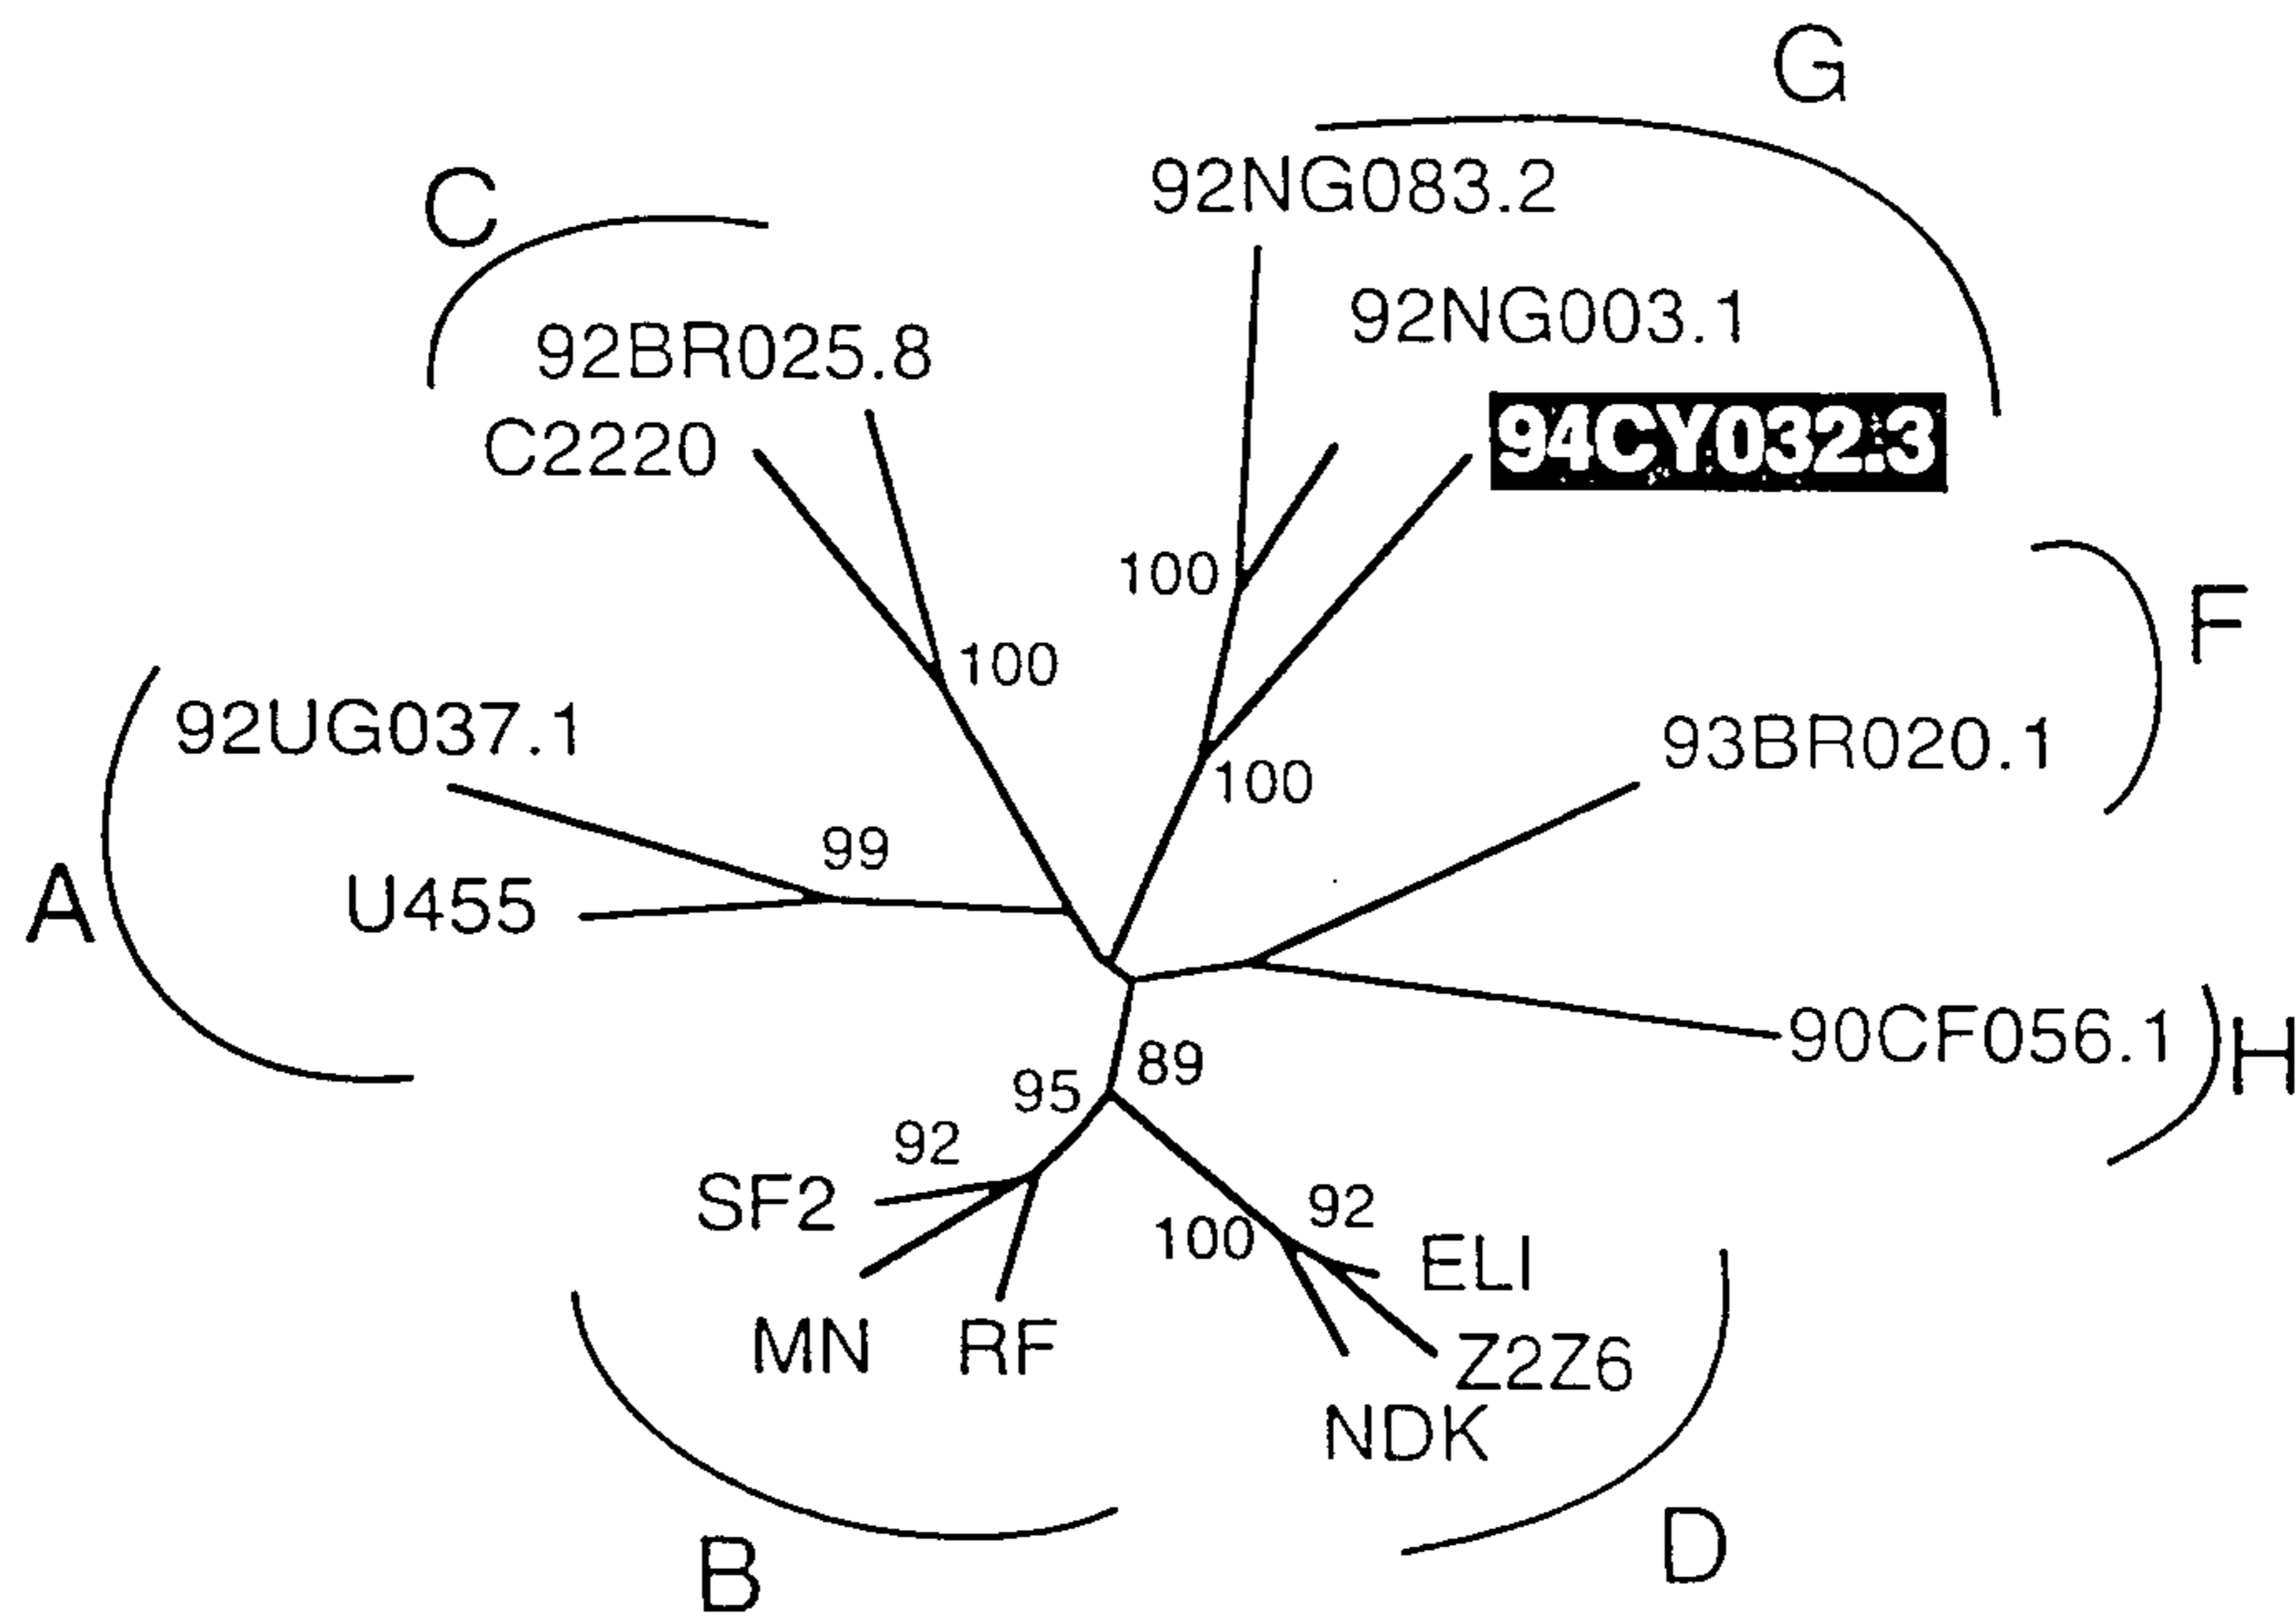 G
92NG083.2
C
92NG003.1
92BR025.8
94CY032.3
C2220
100
F
100
92UG037.1
93BR020.1
100
99
A
U455
90CF056.1
H
89
95
92
SF2
92
100
ELI
MN
RF
Z2Z6
NDK
D
B